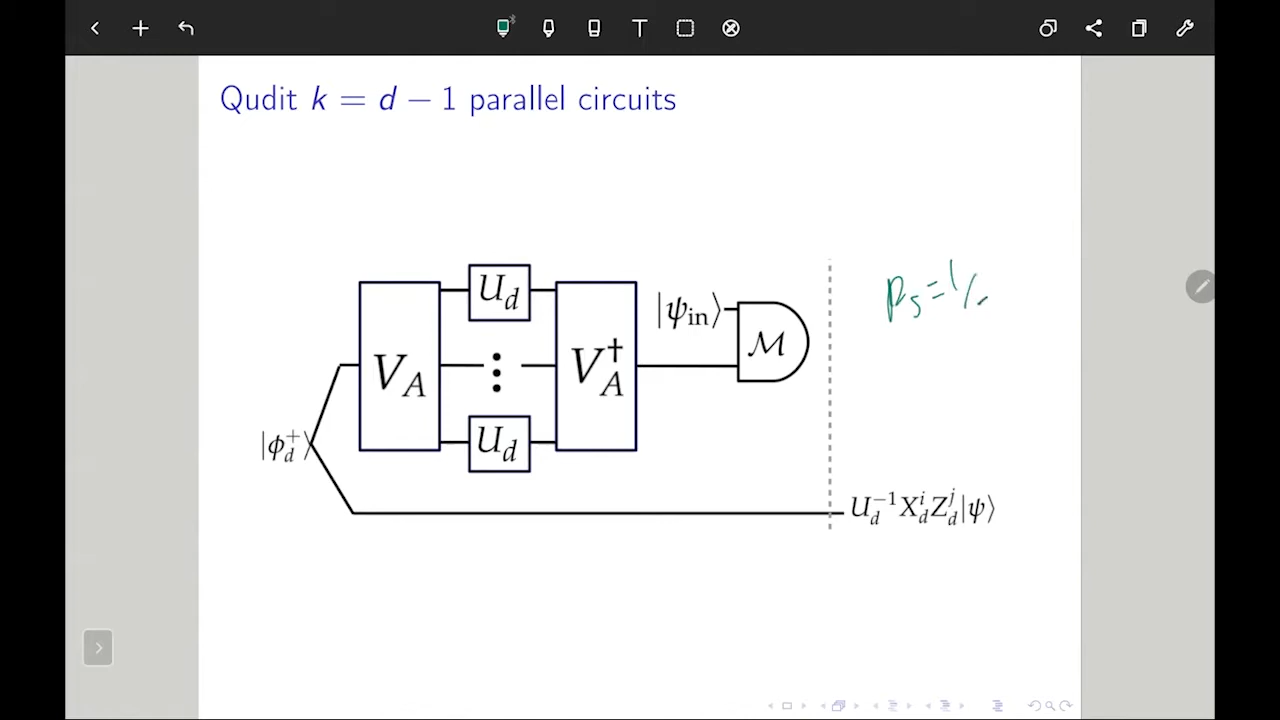 Qudit k = d − 1 parallel circuits
U_d
|ψ_in⟩
p_s = 1/
V_A
⋮
V_A^†
M
|ϕ_d^+⟩
U_d
U_d^{-1} X_d^i Z_d^j |ψ⟩